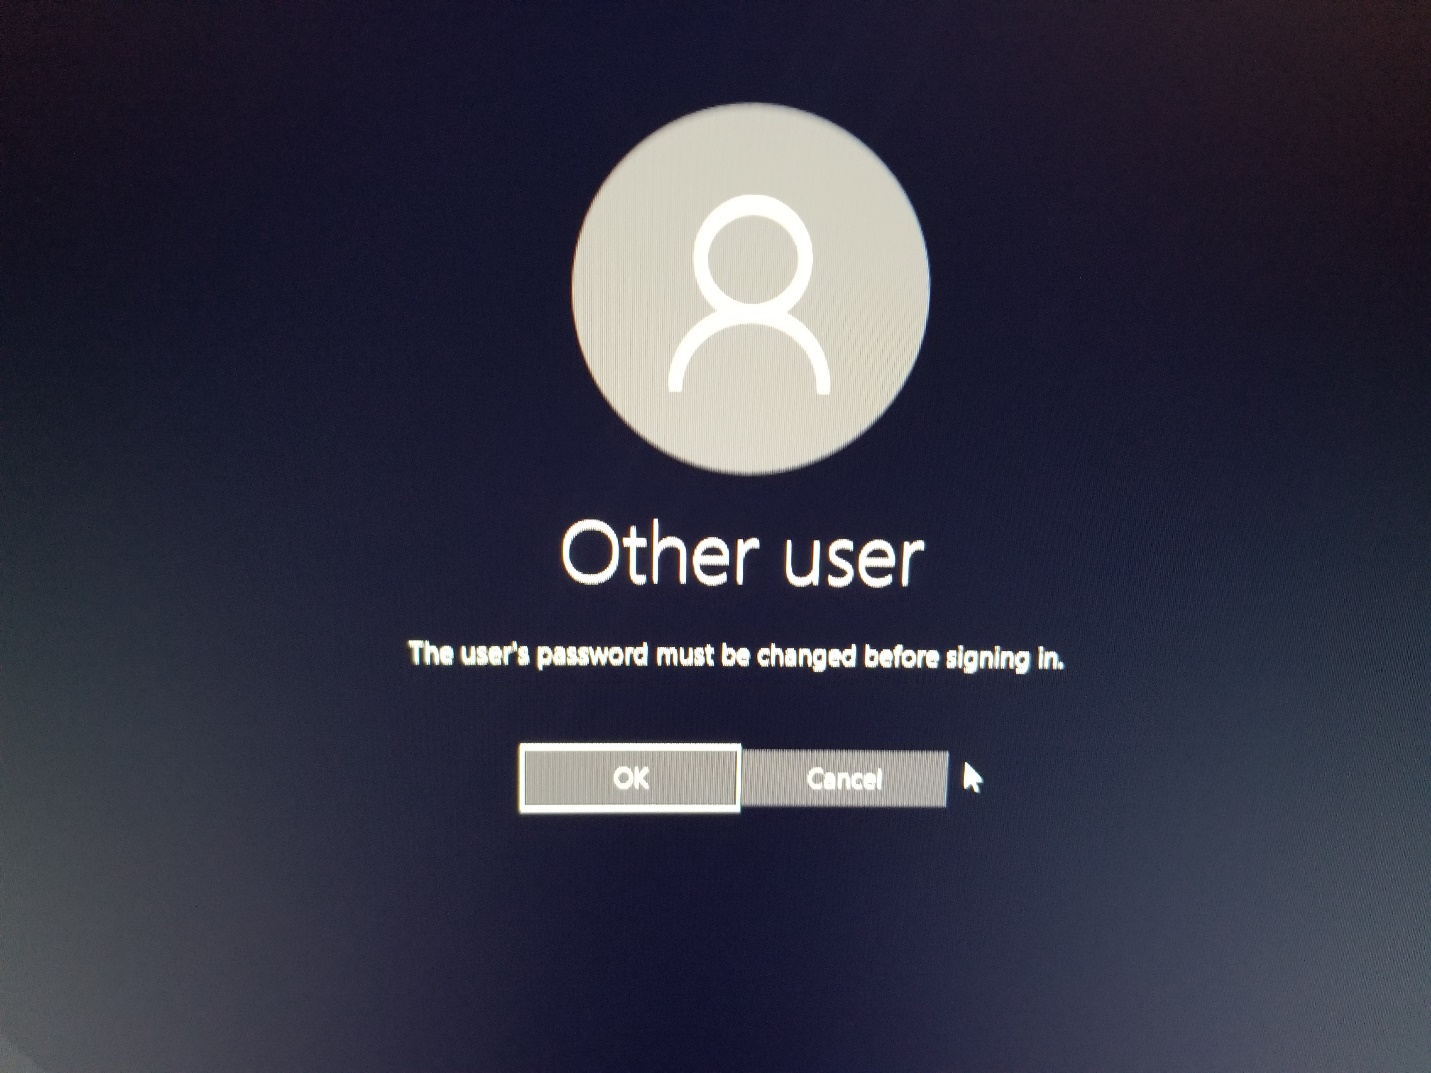 Other user
The user's password must be changed before signing in.
OK
Cancel